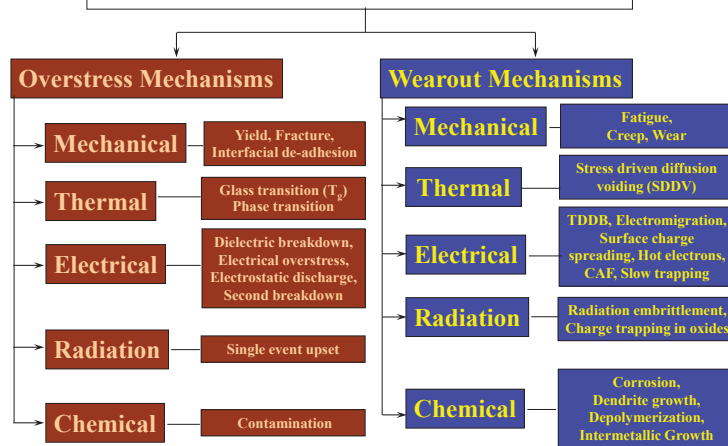 Overstress Mechanisms
Mechanical
Yield, Fracture,
Interfacial de-adhesion
Thermal
Glass transition (Tg)
Phase transition
Electrical
Dielectric breakdown,
Electrical overstress,
Electrostatic discharge,
Second breakdown
Radiation
Single event upset
Chemical
Contamination
Wearout Mechanisms
Mechanical
Fatigue,
Creep, Wear
Thermal
Stress driven diffusion
voiding (SDDV)
Electrical
TDDB, Electromigration,
Surface charge
spreading, Hot electrons,
CAF, Slow trapping
Radiation
Radiation embrittlement,
Charge trapping in oxides
Chemical
Corrosion,
Dendrite growth,
Depolymerization,
Intermetallic Growth